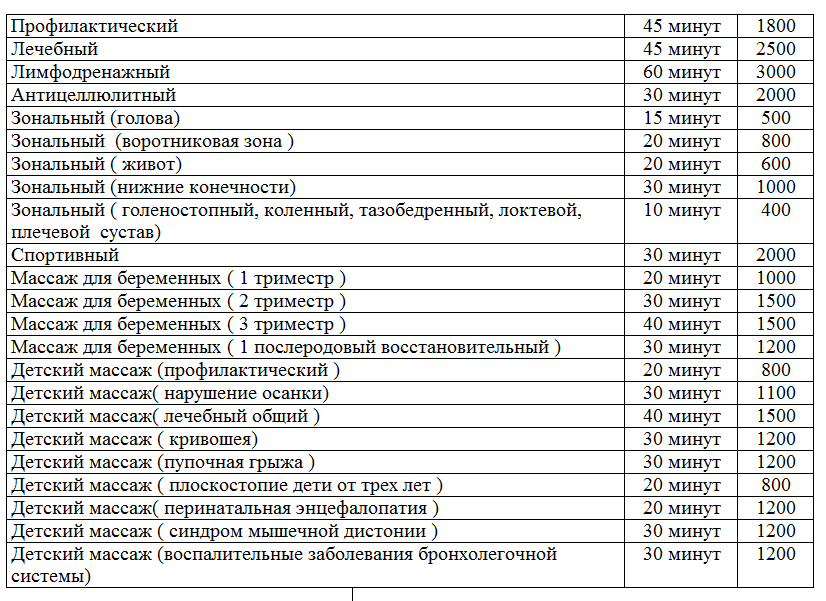 Профилактический 45 минут 1800
Лечебный 45 минут 2500
Лимфодренажный 60 минут 3000
Антицеллюлитный 30 минут 2000
Зональный (голова) 15 минут 500
Зональный  (воротниковая зона ) 20 минут 800
Зональный ( живот) 20 минут 600
Зональный (нижние конечности) 30 минут 1000
Зональный ( голеностопный, коленный, тазобедренный, локтевой, 10 минут 400
плечевой  сустав)
Спортивный 30 минут 2000
Массаж для беременных ( 1 триместр ) 20 минут 1000
Массаж для беременных ( 2 триместр ) 30 минут 1500
Массаж для беременных ( 3 триместр ) 40 минут 1500
Массаж для беременных ( 1 послеродовый восстановительный ) 30 минут 1200
Детский массаж (профилактический ) 20 минут 800
Детский массаж( нарушение осанки) 30 минут 1100
Детский массаж( лечебный общий ) 40 минут 1500
Детский массаж ( кривошея) 30 минут 1200
Детский массаж (пупочная грыжа ) 30 минут 1200
Детский массаж ( плоскостопие дети от трех лет ) 20 минут 800
Детский массаж( перинатальная энцефалопатия ) 20 минут 1200
Детский массаж ( синдром мышечной дистонии ) 30 минут 1200
Детский массаж (воспалительные заболевания бронхолегочной 30 минут 1200
системы)